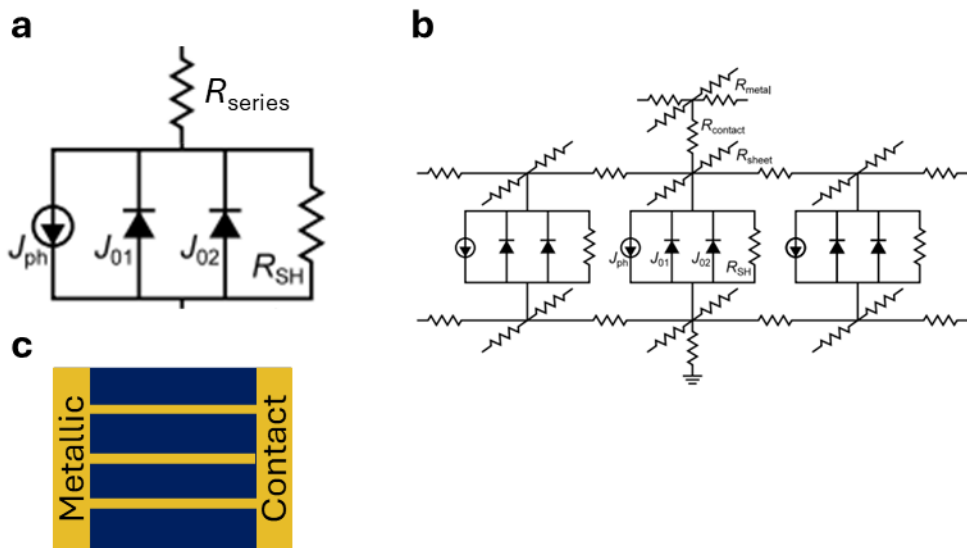 a
R_series
J_ph
J_01
J_02
R_SH
b
R_metal
R_contact
R_sheet
J_ph
J_01
J_02
R_SH
c
Metallic
Contact